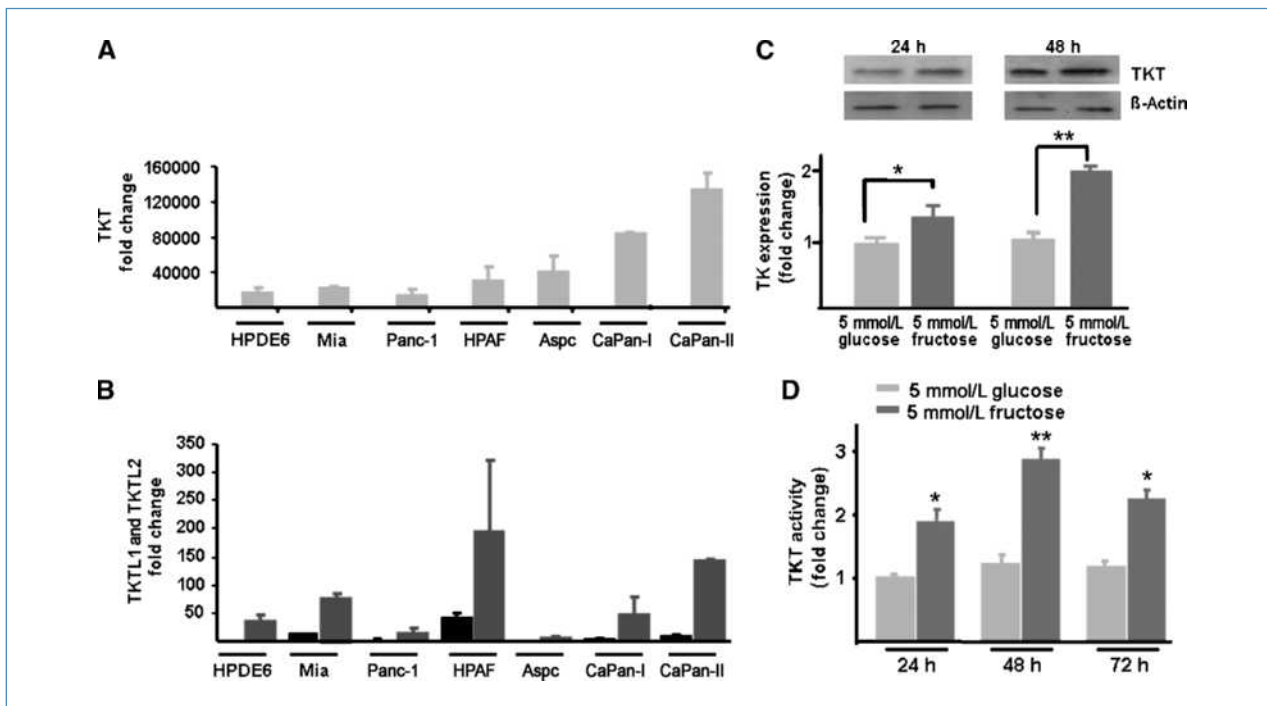 A
TKT
fold change
160000
120000
80000
40000
HPDE6 Mia Panc-1 HPAF Aspc CaPan-I CaPan-II
B
TKTL1 and TKTL2
fold change
350
300
250
200
150
100
50
HPDE6 Mia Panc-1 HPAF Aspc CaPan-I CaPan-II
C
24 h 48 h
TKT
ß-Actin
TK expression
(fold change)
2
1
* **
5 mmol/L 5 mmol/L 5 mmol/L 5 mmol/L
glucose fructose glucose fructose
D
5 mmol/L glucose
5 mmol/L fructose
TKT activity
(fold change)
3
2
1
* ** *
24 h 48 h 72 h